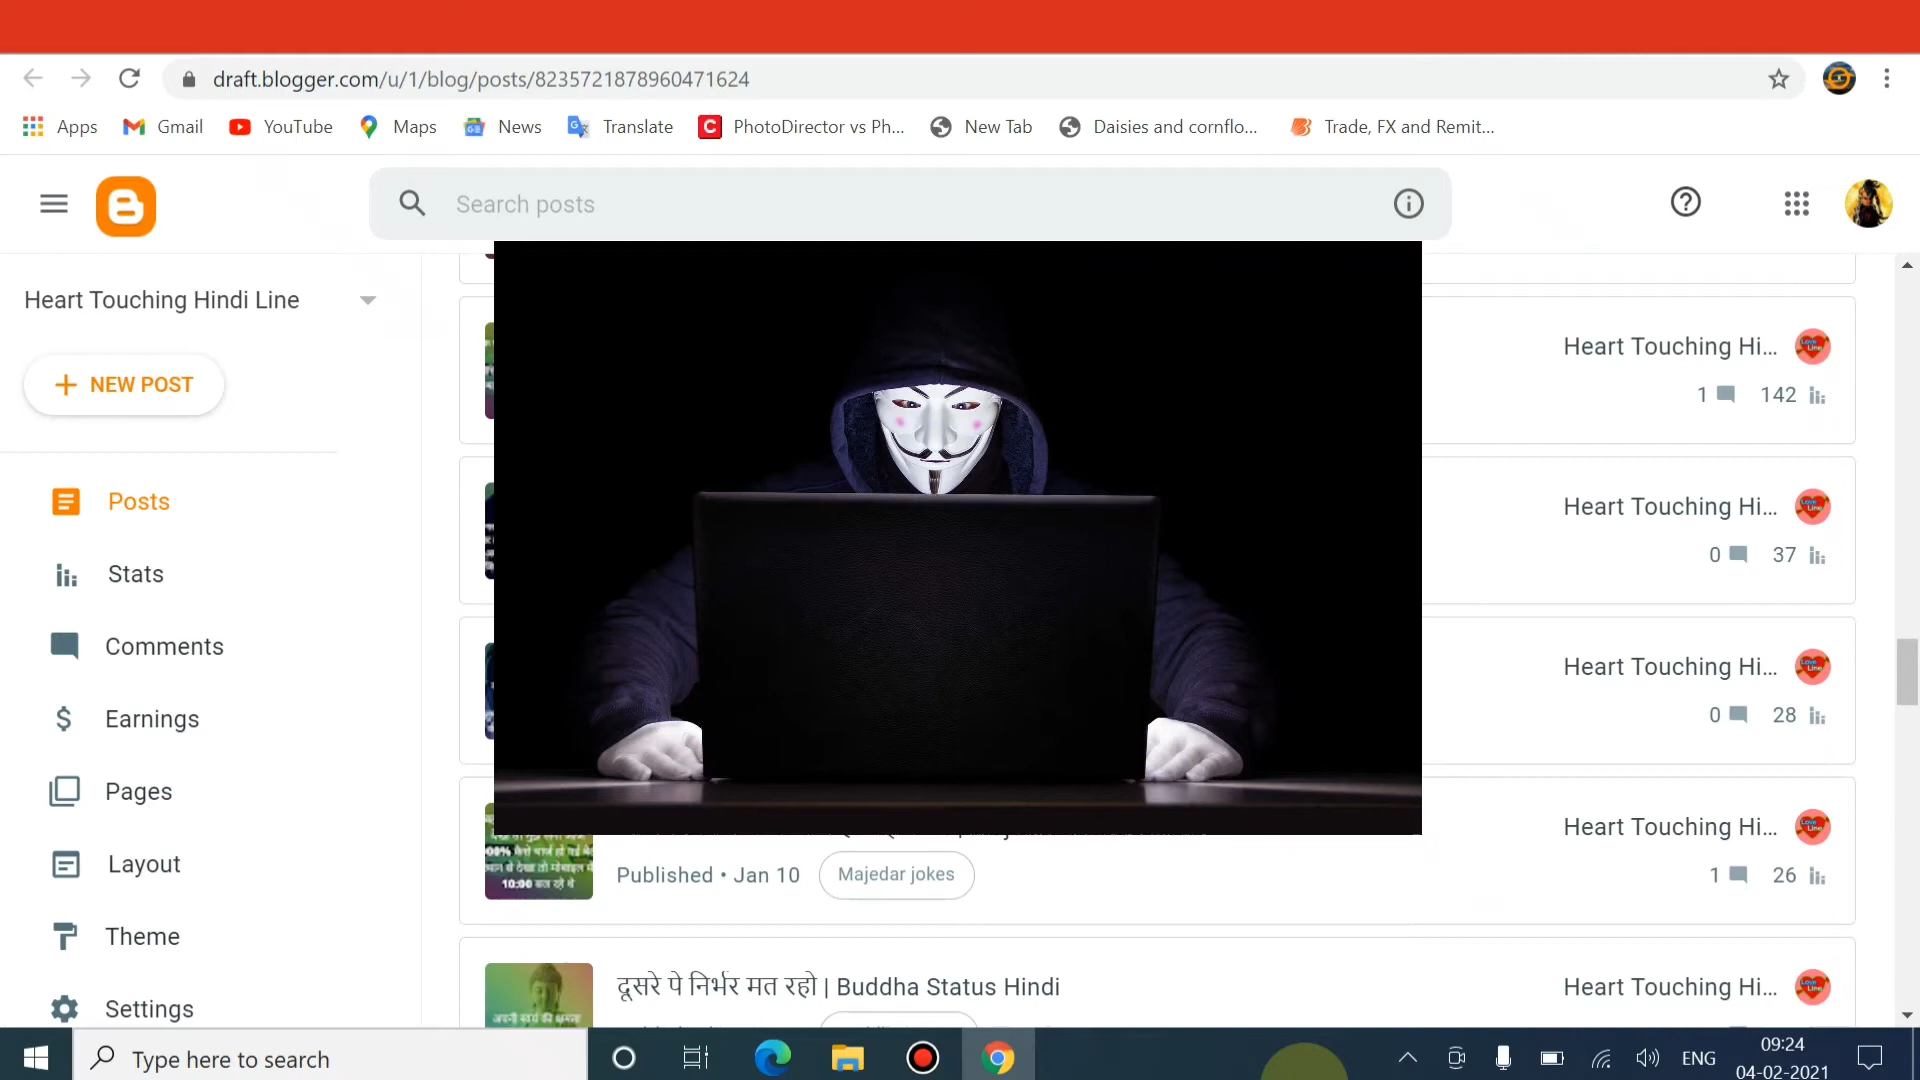 draft.blogger.com/u/1/blog/posts/8235721878960471624
Apps Gmail YouTube Maps News Translate PhotoDirector vs Ph... New Tab Daisies and cornflo... Trade, FX and Remit...
Search posts
Heart Touching Hindi Line
NEW POST
Posts
Stats
Comments
Earnings
Pages
Layout
Theme
Settings
Heart Touching Hi...
1 142
Heart Touching Hi...
0 37
Heart Touching Hi...
0 28
10:00 बज रहे थे
Published • Jan 10 Majedar jokes
Heart Touching Hi...
1 26
दूसरे पे निर्भर मत रहो | Buddha Status Hindi
Heart Touching Hi...
Type here to search
ENG
09:24
04-02-2021